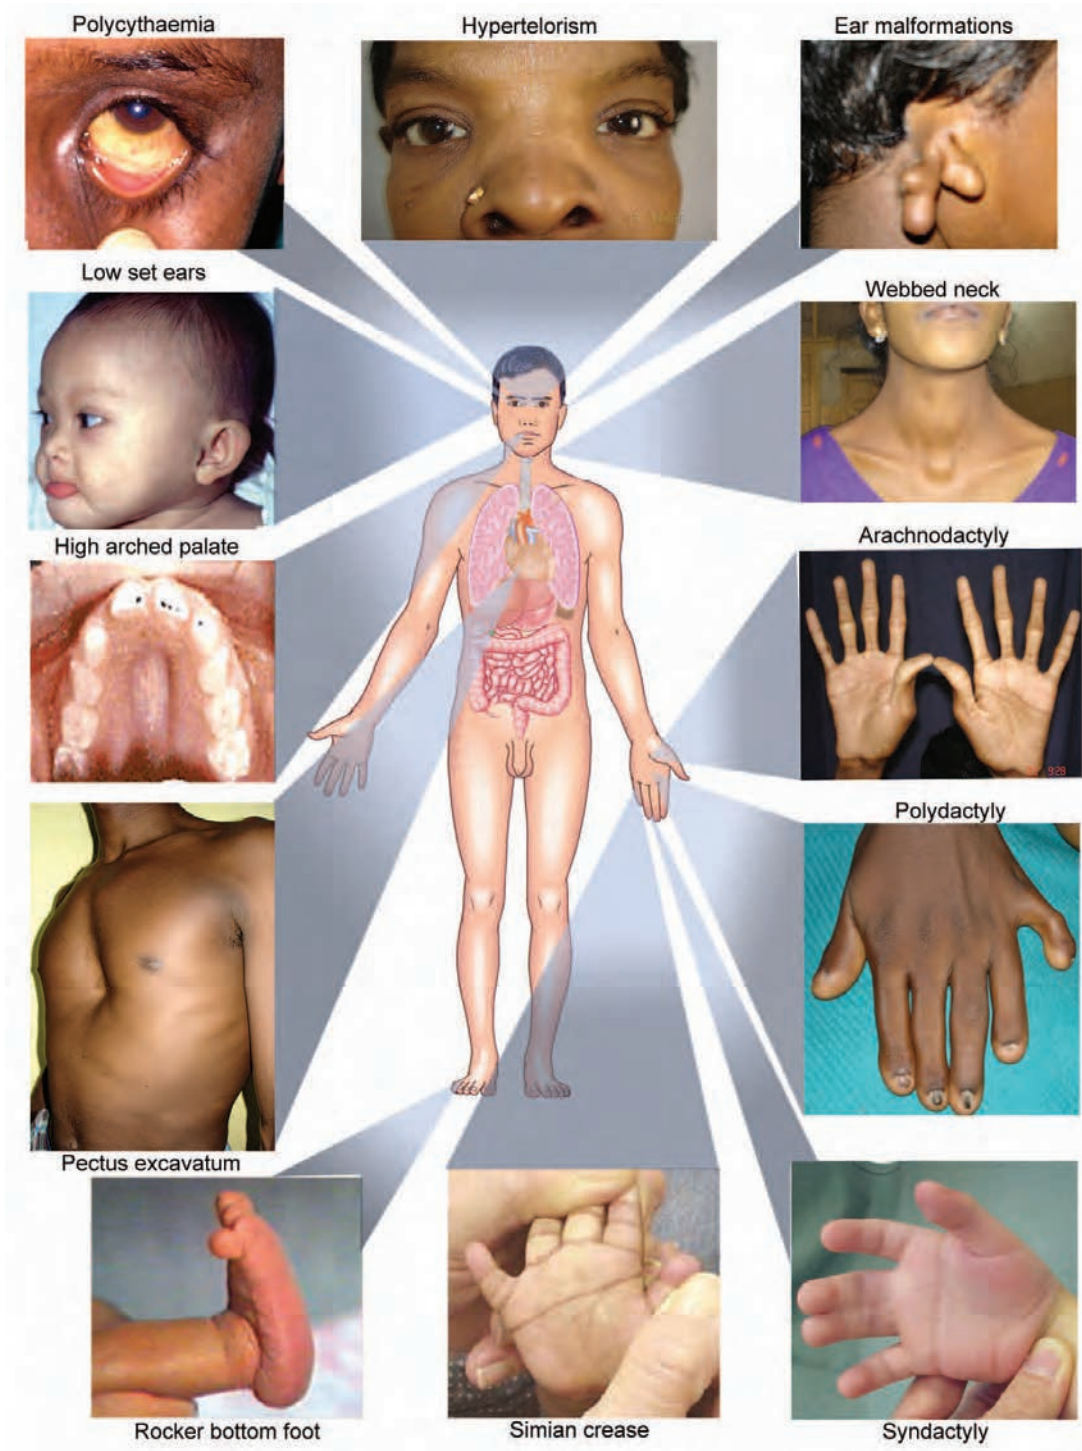 Polycythaemia
Hypertelorism
Ear malformations
Low set ears
Webbed neck
High arched palate
Arachnodactyly
928
Polydactyly
Pectus excavatum
Rocker bottom foot
Simian crease
Syndactyly